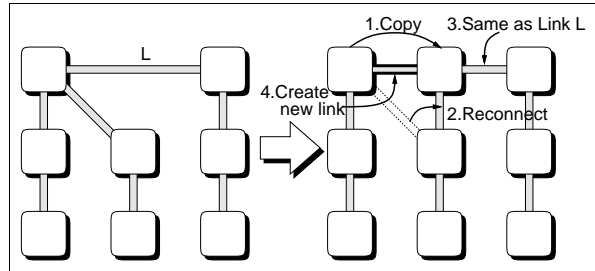 L
1.Copy
3.Same as Link L
4.Create
new link
2.Reconnect